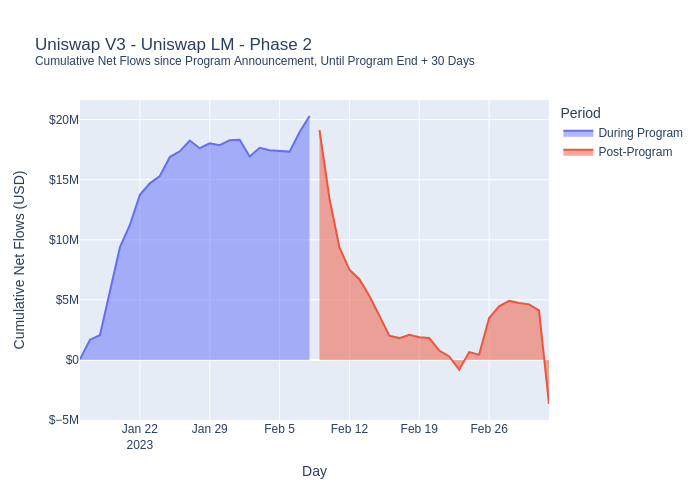 Uniswap V3 - Uniswap LM - Phase 2
Cumulative Net Flows since Program Announcement, Until Program End + 30 Days
Period
During Program
Post-Program
Cumulative Net Flows (USD)
$20M
$15M
$10M
$5M
$0
$−5M
Jan 22
2023
Jan 29
Feb 5
Feb 12
Feb 19
Feb 26
Day